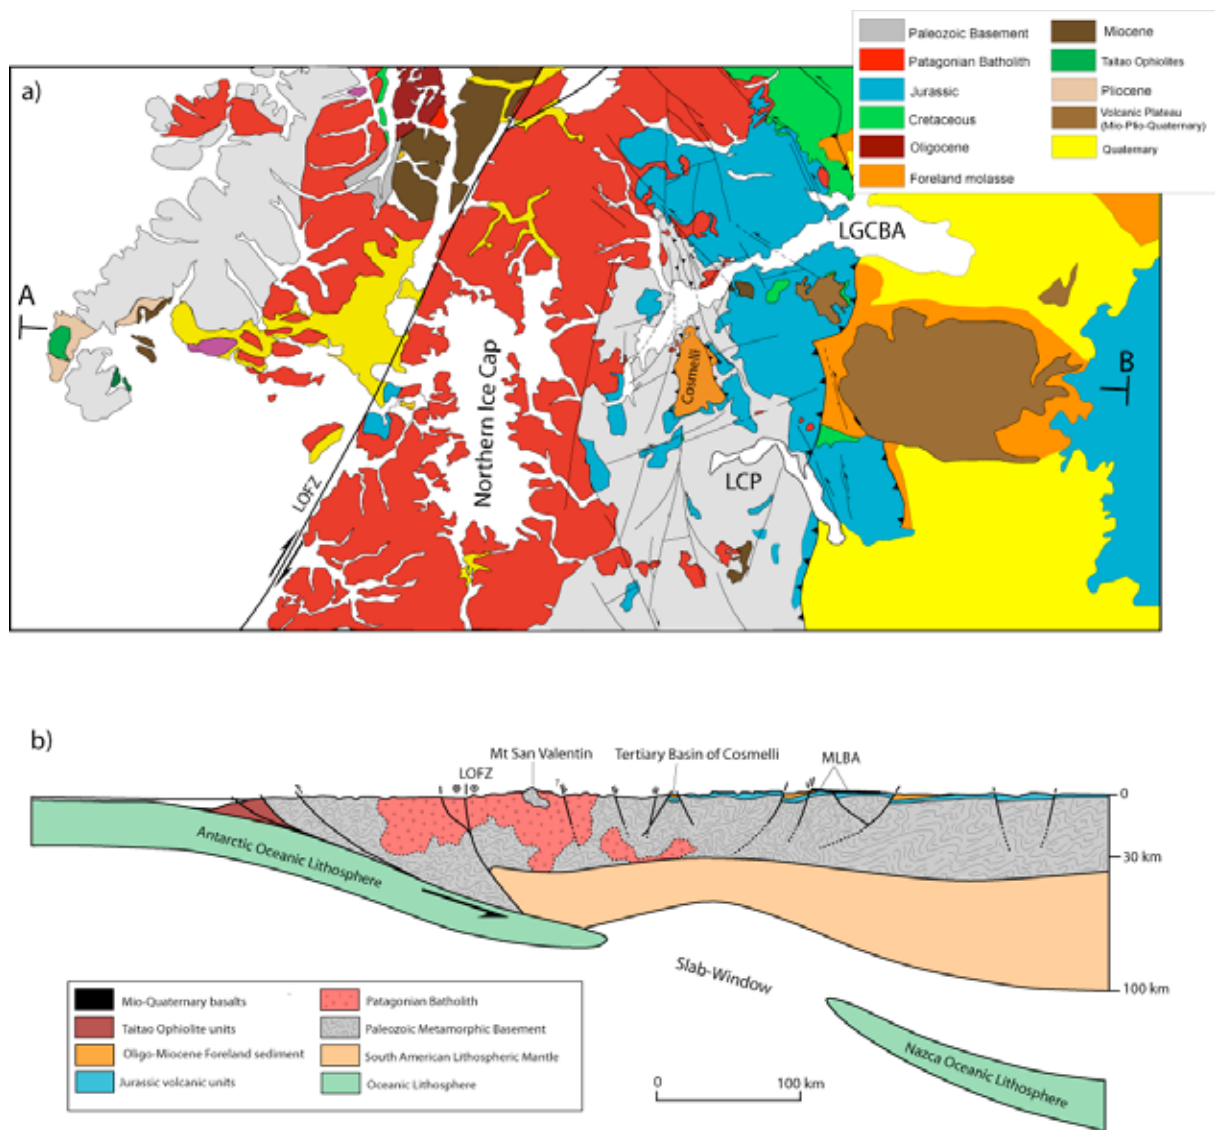 a)
Paleozoic Basement
Patagonian Batholith
Jurassic
Cretaceous
Oligocene
Foreland molasse
Miocene
Taitao Ophiolites
Pliocene
Volcanic Plateau
(Mio-Plio-Quaternary)
Quaternary
LGCBA
A
B
Cosmelli
Northern Ice Cap
LCP
LOFZ
b)
Mt San Valentin
Tertiary Basin of Cosmelli
MLBA
LOFZ
0
Antarctic Oceanic Lithosphere
30 km
Slab-Window
100 km
Nazca Oceanic Lithosphere
Mio-Quaternary basalts
Taitao Ophiolite units
Oligo-Miocene Foreland sediment
Jurassic volcanic units
Patagonian Batholith
Paleozoic Metamorphic Basement
South American Lithospheric Mantle
Oceanic Lithosphere
0
100 km